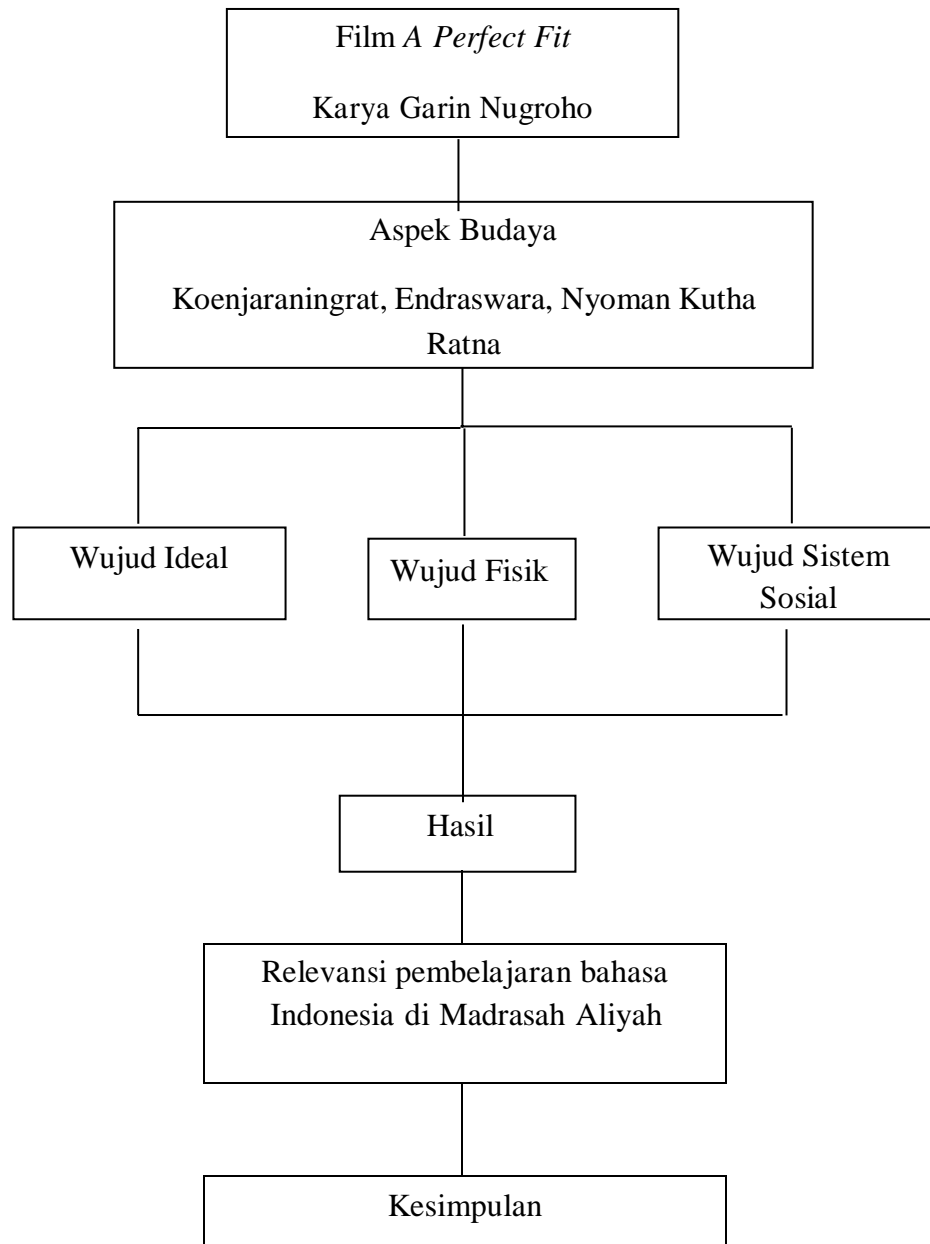 Film A Perfect Fit
Karya Garin Nugroho
Aspek Budaya
Koenjaraningrat, Endraswara, Nyoman Kutha
Ratna
Wujud Ideal
Wujud Fisik
Wujud Sistem
Sosial
Hasil
Relevansi pembelajaran bahasa
Indonesia di Madrasah Aliyah
Kesimpulan